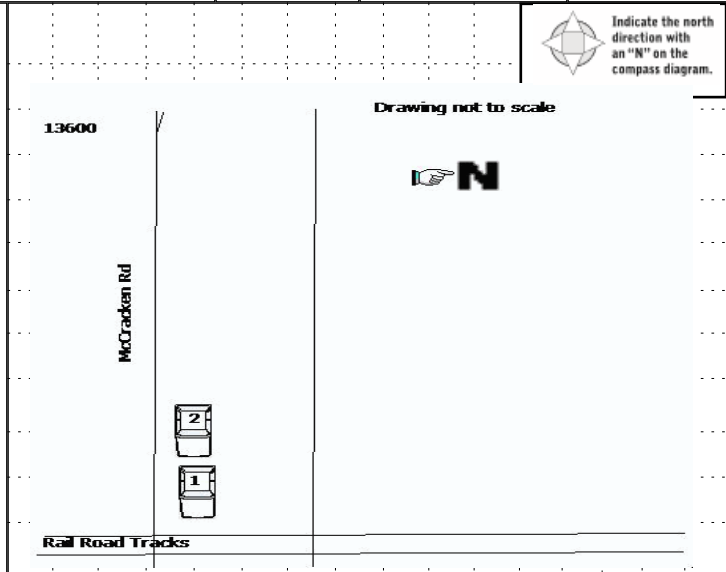 Indicate the north
direction with
an "N" on the
compass diagram.
Drawing not to scale
13600
N
McCracken Rd
2
1
Rail Road Tracks